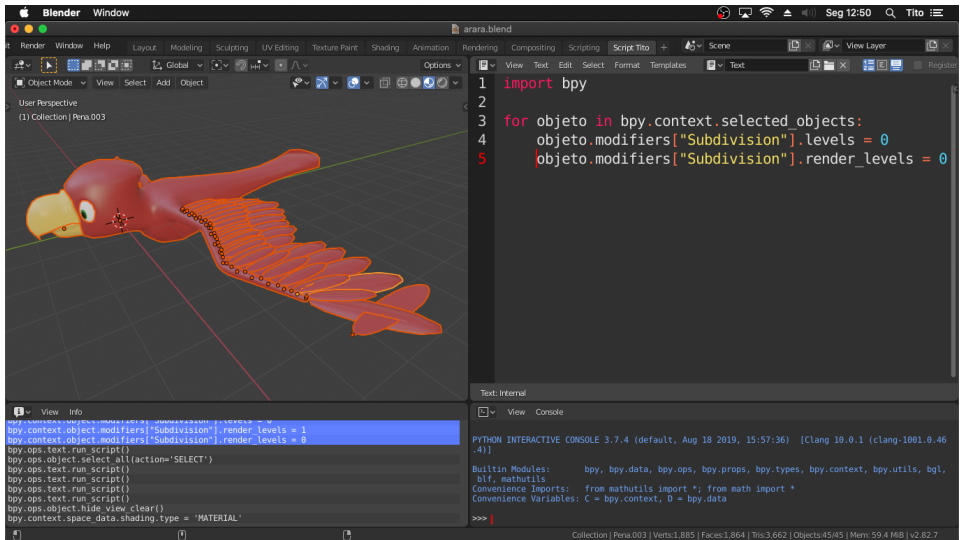 Blender Window Seg 12:50 Tito
arara.blend
it Render Window Help Layout Modeling Sculpting UV Editing Texture Paint Shading Animation Rendering Compositing Scripting Script Tito + Scene View Layer
Global Options View Text Edit Select Format Templates Text Register
Object Mode View Select Add Object
User Perspective
(1) Collection | Pena.003
1 import bpy
2
3 for objeto in bpy.context.selected_objects:
4 objeto.modifiers["Subdivision"].levels = 0
5 objeto.modifiers["Subdivision"].render_levels = 0
Text: Internal
View Info
bpy.context.object.modifiers["Subdivision"].levels = 0
bpy.context.object.modifiers["Subdivision"].render_levels = 1
bpy.context.object.modifiers["Subdivision"].render_levels = 0
bpy.ops.text.run_script()
bpy.ops.object.select_all(action='SELECT')
bpy.ops.text.run_script()
bpy.ops.text.run_script()
bpy.ops.text.run_script()
bpy.ops.text.run_script()
bpy.ops.object.hide_view_clear()
bpy.context.space_data.shading.type = 'MATERIAL'
View Console
PYTHON INTERACTIVE CONSOLE 3.7.4 (default, Aug 18 2019, 15:57:36) [Clang 10.0.1 (clang-1001.0.46
.4)]
Builtin Modules: bpy, bpy.data, bpy.ops, bpy.props, bpy.types, bpy.context, bpy.utils, bgl,
blf, mathutils
Convenience Imports: from mathutils import *; from math import *
Convenience Variables: C = bpy.context, D = bpy.data
>>>
Collection | Pena.003 | Verts:1,885 | Faces:1,864 | Tris:3,662 | Objects:45/45 | Mem: 59.4 MiB | v2.82.7